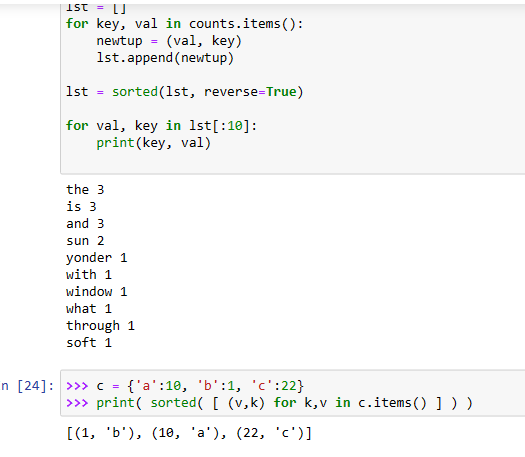 lst = []
for key, val in counts.items():
    newtup = (val, key)
    lst.append(newtup)
lst = sorted(lst, reverse=True)
for val, key in lst[:10]:
    print(key, val)
the 3
is 3
and 3
sun 2
yonder 1
with 1
window 1
what 1
through 1
soft 1
n [24]: >>> c = {'a':10, 'b':1, 'c':22}
>>> print( sorted( [ (v,k) for k,v in c.items() ] ) )
[(1, 'b'), (10, 'a'), (22, 'c')]